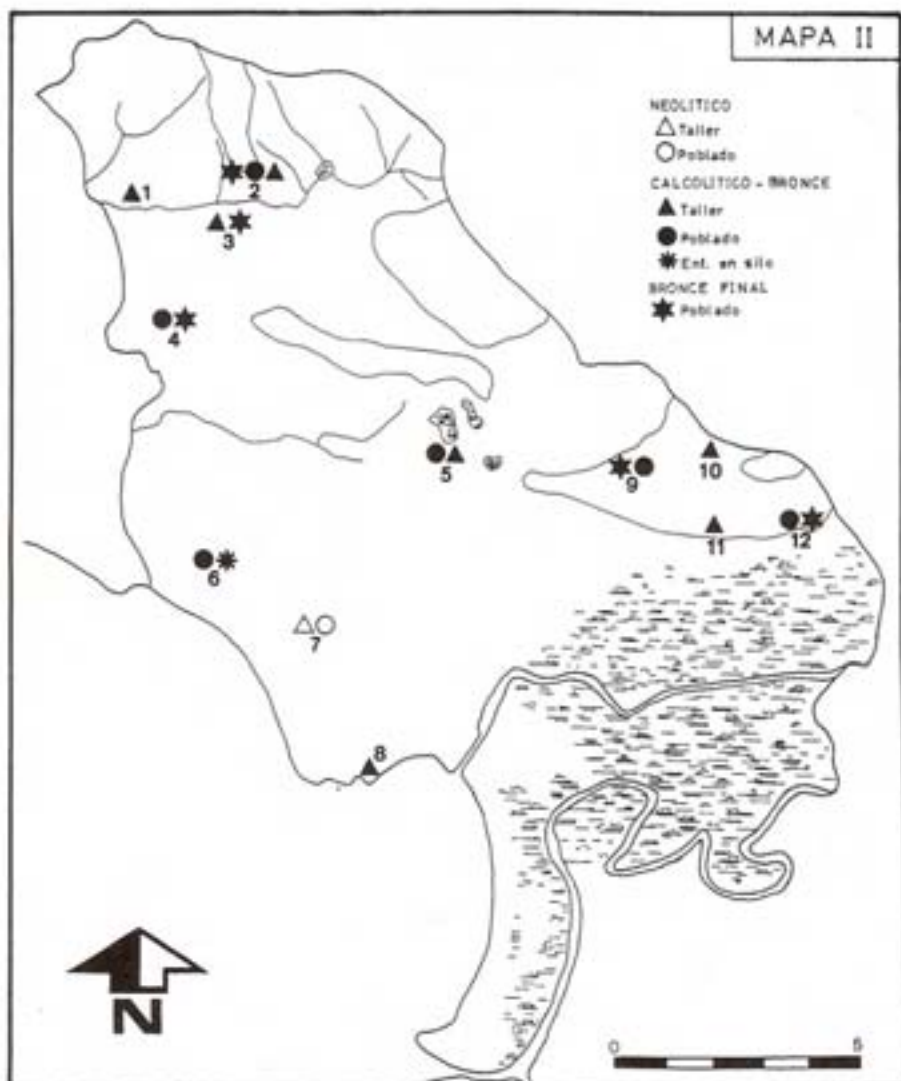 MAPA II
NEOLITICO
Taller
Poblado
CALCOLITICO - BRONCE
Taller
Poblado
Ent. en silo
BRONCE FINAL
Poblado
1
2
3
4
5
6
7
8
9
10
11
12
N
0 5